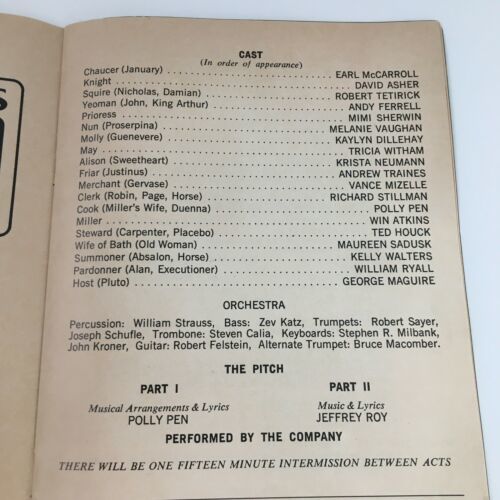 S
CAST
(In order of appearance)
Chaucer (January) EARL McCARROLL
Knight DAVID ASHER
Squire (Nicholas, Damian) ROBERT TETIRICK
Yeoman (John, King Arthur) ANDY FERRELL
Prioress MIMI SHERWIN
Nun (Proserpina) MELANIE VAUGHAN
Molly (Guenevere) KAYLYN DILLEHAY
May TRICIA WITHAM
Alison (Sweetheart) KRISTA NEUMANN
Friar (Justinus) ANDREW TRAINES
Merchant (Gervase) VANCE MIZELLE
Clerk (Robin, Page, Horse) RICHARD STILLMAN
Cook (Miller's Wife, Duenna) POLLY PEN
Miller WIN ATKINS
Steward (Carpenter, Placebo) TED HOUCK
Wife of Bath (Old Woman) MAUREEN SADUSK
Summoner (Absalon, Horse) KELLY WALTERS
Pardonner (Alan, Executioner) WILLIAM RYALL
Host (Pluto) GEORGE MAGUIRE
ORCHESTRA
Percussion: William Strauss, Bass: Zev Katz, Trumpets: Robert Sayer,
Joseph Schufle, Trombone: Steven Calia, Keyboards: Stephen R. Milbank,
John Kroner, Guitar: Robert Felstein, Alternate Trumpet: Bruce Macomber.
THE PITCH
PART I PART II
Musical Arrangements & Lyrics Music & Lyrics
POLLY PEN JEFFREY ROY
PERFORMED BY THE COMPANY
THERE WILL BE ONE FIFTEEN MINUTE INTERMISSION BETWEEN ACTS